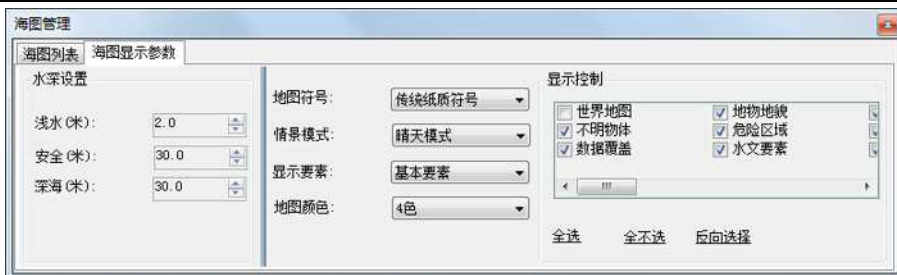 海图管理
海图列表 海图显示参数
水深设置
浅水(米): 2.0
安全(米): 30.0
深海(米): 30.0
地图符号: 传统纸质符号
情景模式: 晴天模式
显示要素: 基本要素
地图颜色: 4色
显示控制
世界地图 地物地貌
不明物体 危险区域
数据覆盖 水文要素
全选 全不选 反向选择